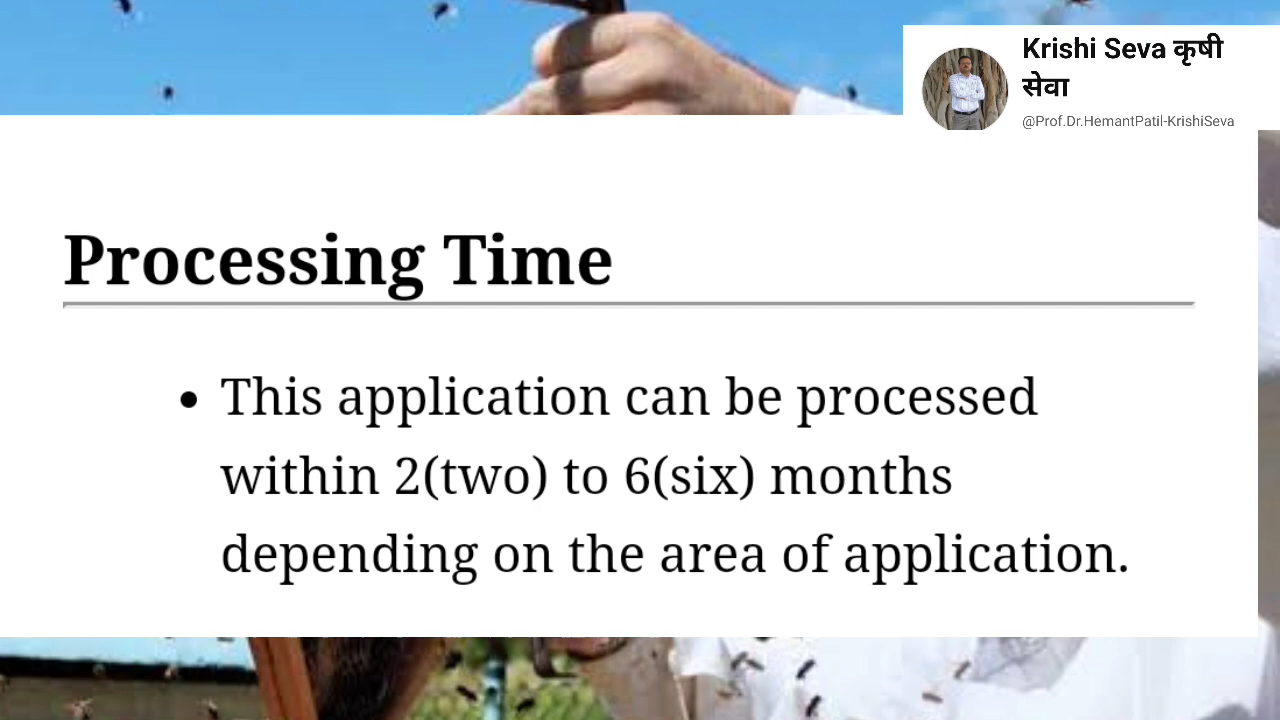 Krishi Seva कृषी
सेवा
@Prof.Dr.HemantPatil-KrishiSeva
Processing Time
• This application can be processed
within 2(two) to 6(six) months
depending on the area of application.